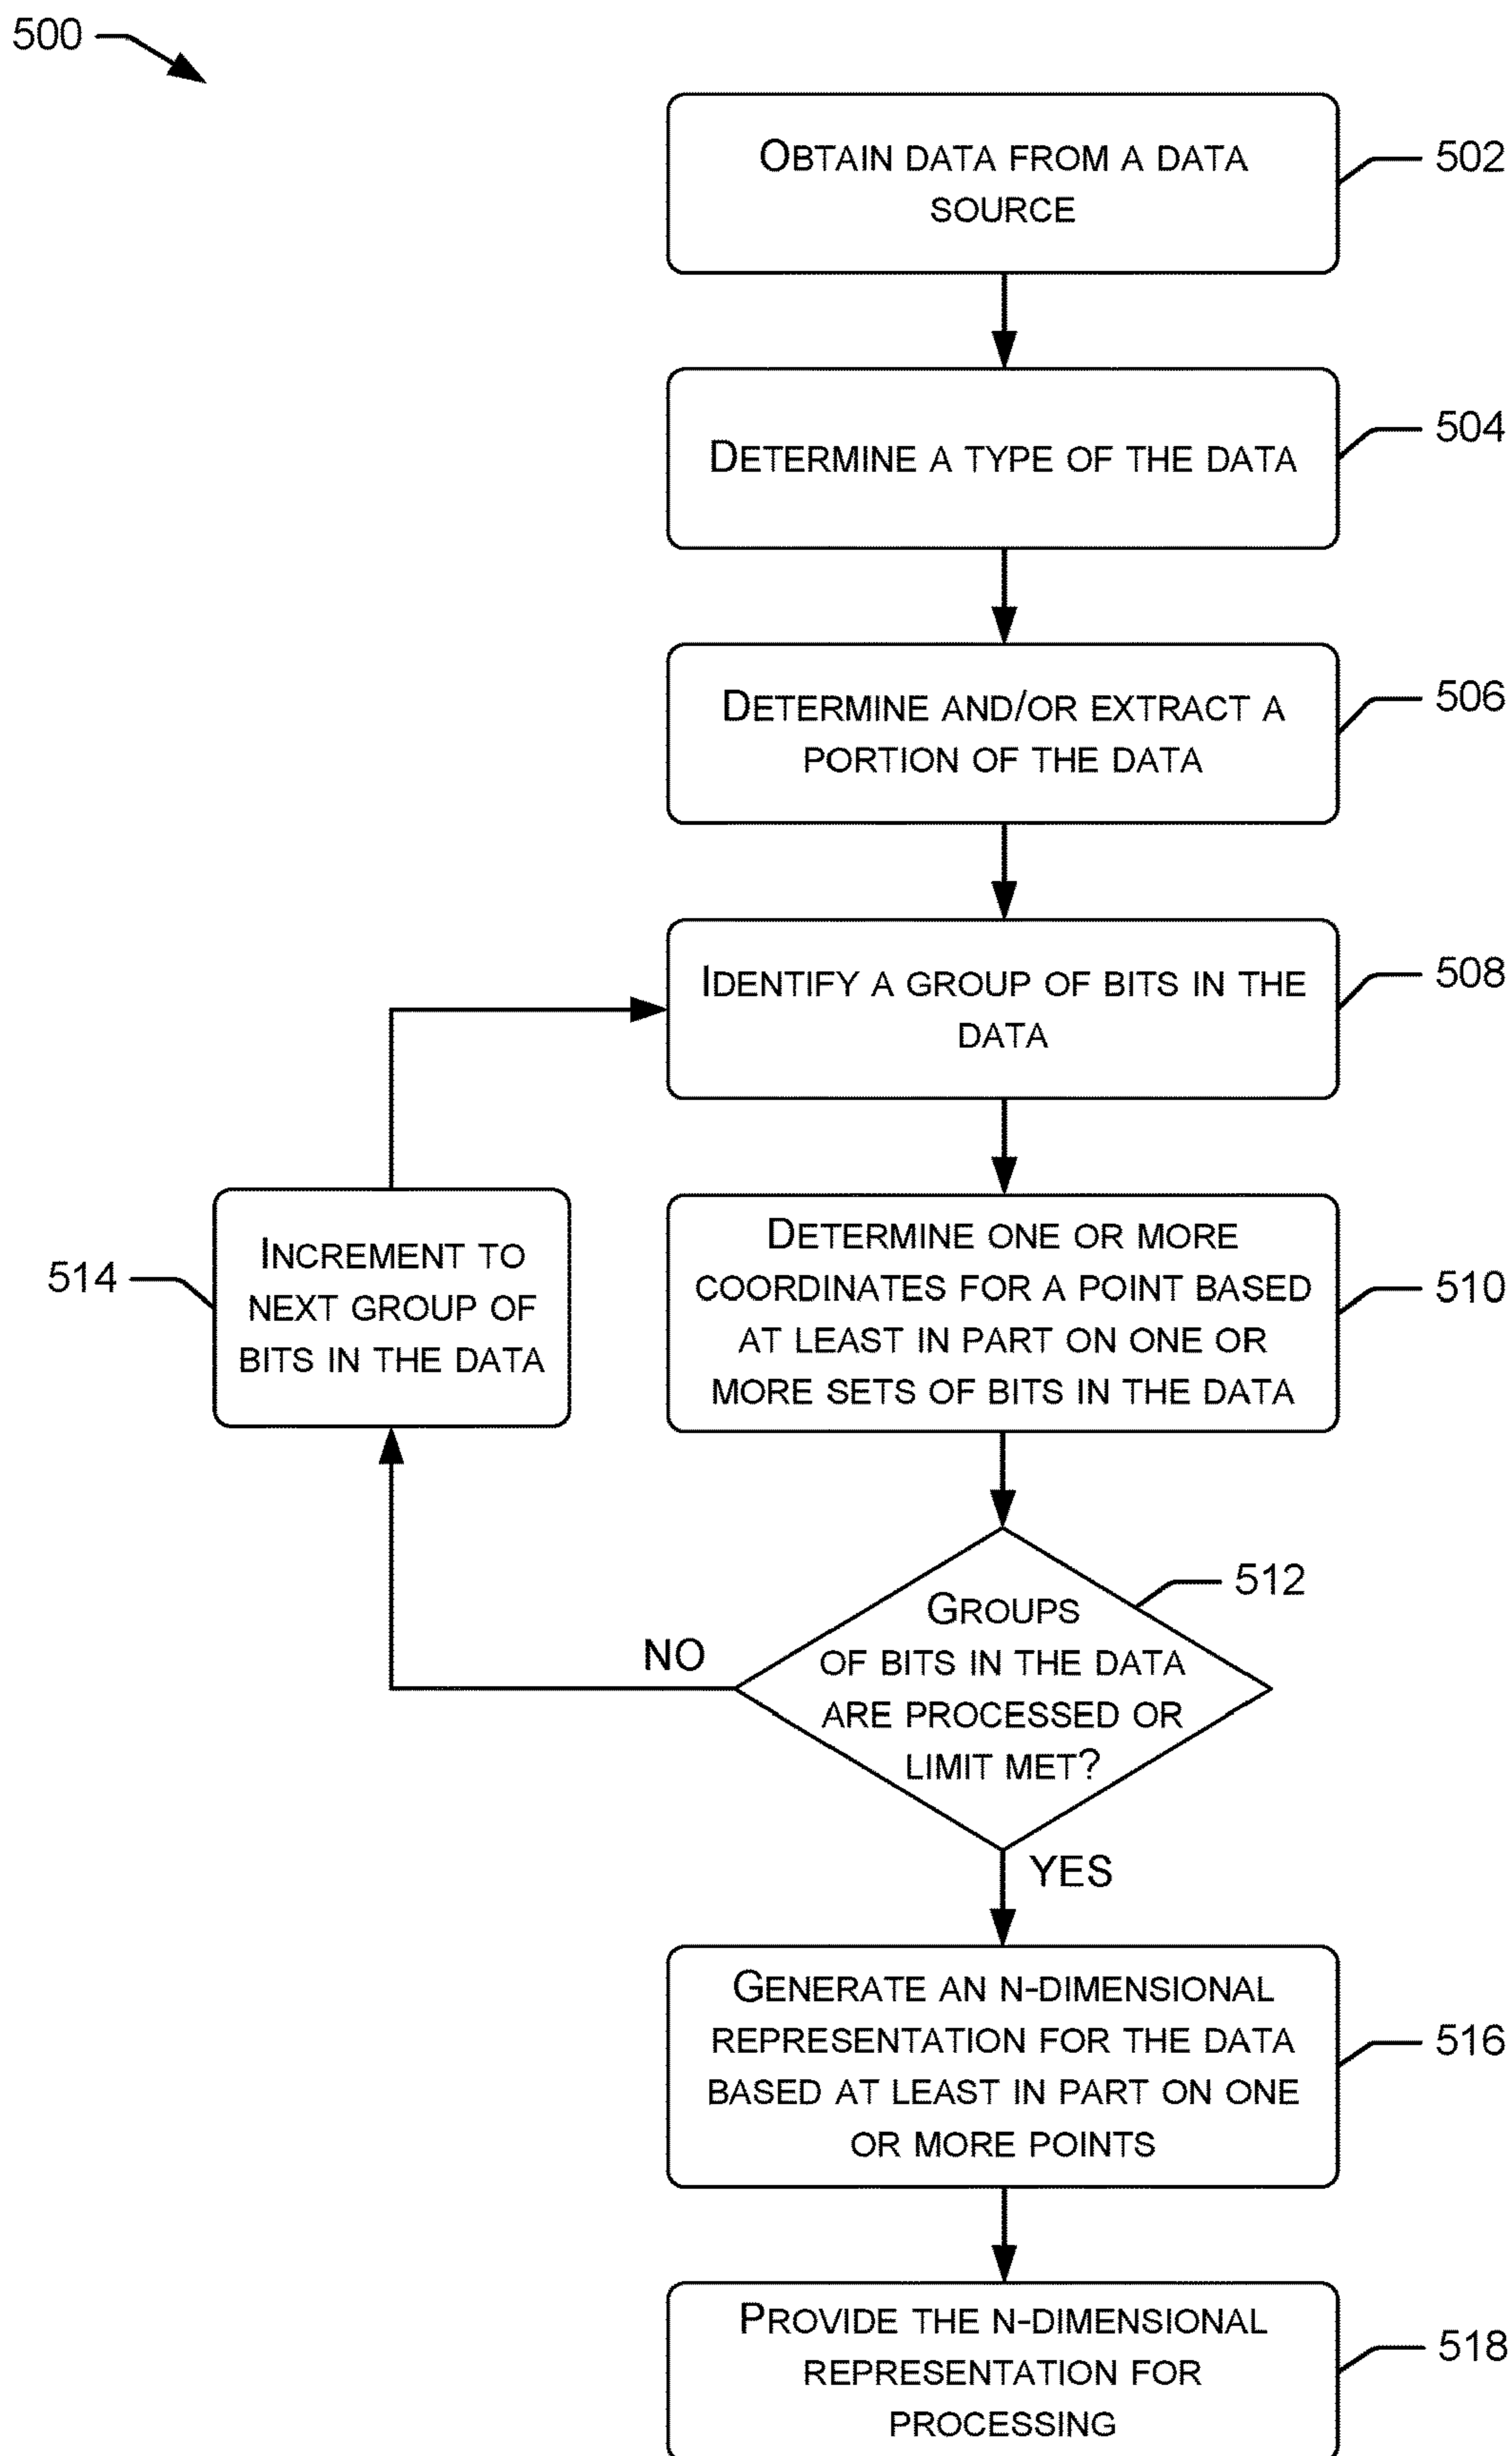 500
OBTAIN DATA FROM A DATA
SOURCE
502
DETERMINE A TYPE OF THE DATA
504
DETERMINE AND/OR EXTRACT A
PORTION OF THE DATA
506
IDENTIFY A GROUP OF BITS IN THE
DATA
508
INCREMENT TO
NEXT GROUP OF
BITS IN THE DATA
514
DETERMINE ONE OR MORE
COORDINATES FOR A POINT BASED
AT LEAST IN PART ON ONE OR
MORE SETS OF BITS IN THE DATA
510
GROUPS
OF BITS IN THE DATA
ARE PROCESSED OR
LIMIT MET?
512
NO
YES
GENERATE AN N-DIMENSIONAL
REPRESENTATION FOR THE DATA
BASED AT LEAST IN PART ON ONE
OR MORE POINTS
516
PROVIDE THE N-DIMENSIONAL
REPRESENTATION FOR
PROCESSING
518